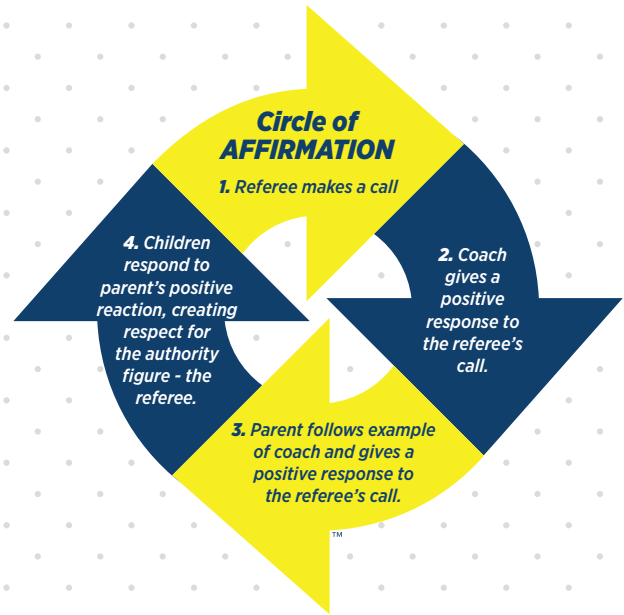 Circle of
AFFIRMATION
1. Referee makes a call
2. Coach
gives a
positive
response to
the referee's
call.
3. Parent follows example
of coach and gives a
positive response to
the referee's call.
4. Children
respond to
parent's positive
reaction, creating
respect for
the authority
figure - the
referee.
™